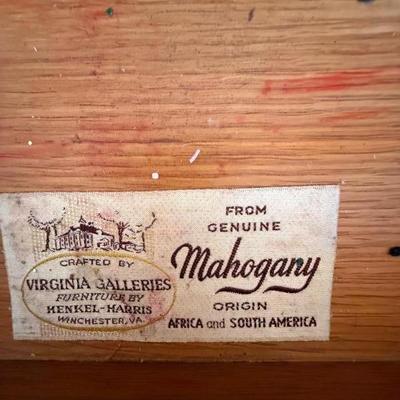 CRAFTED BY
VIRGINIA GALLERIES
FURNITURE BY
HENKEL-HARRIS
WINCHESTER, VA.
FROM
GENUINE
Mahogany
ORIGIN
AFRICA and SOUTH AMERICA